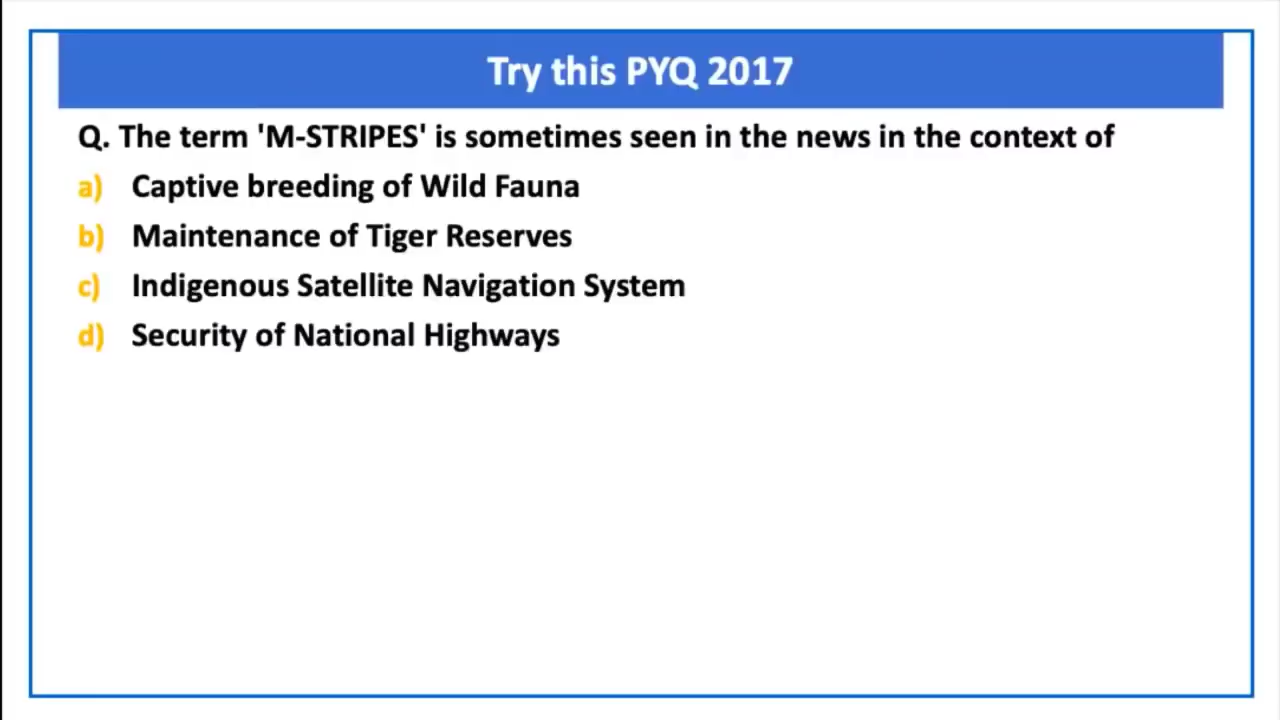 Try this PYQ 2017
Q. The term 'M-STRIPES' is sometimes seen in the news in the context of
a) Captive breeding of Wild Fauna
b) Maintenance of Tiger Reserves
c) Indigenous Satellite Navigation System
d) Security of National Highways